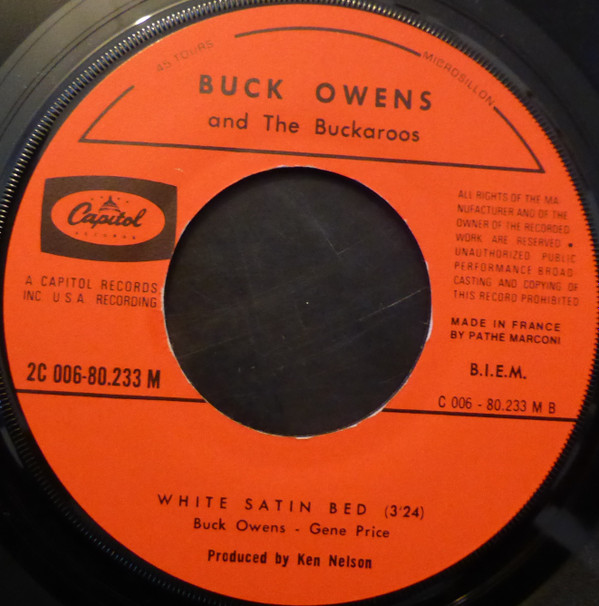 45 TOURS
MICROSILLON
BUCK OWENS
and The Buckaroos
Capitol
RECORDS
ALL RIGHTS OF THE MA-
NUFACTURER AND OF THE
OWNER OF THE RECORDED
WORK ARE RESERVED •
UNAUTHORIZED PUBLIC
PERFORMANCE BROAD
CASTING AND COPYING OF
THIS RECORD PROHIBITED
A CAPITOL RECORDS
INC U.S.A RECORDING
MADE IN FRANCE
BY PATHE MARCONI
B.I.E.M.
2C 006-80.233 M
C 006 - 80.233 M B
WHITE SATIN BED (3'24)
Buck Owens - Gene Price
Produced by Ken Nelson